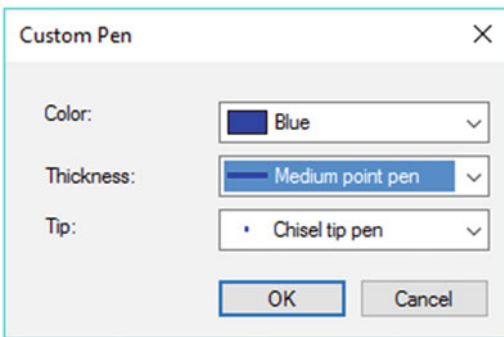 Custom Pen
Color: Blue
Thickness: Medium point pen
Tip: Chisel tip pen
OK Cancel